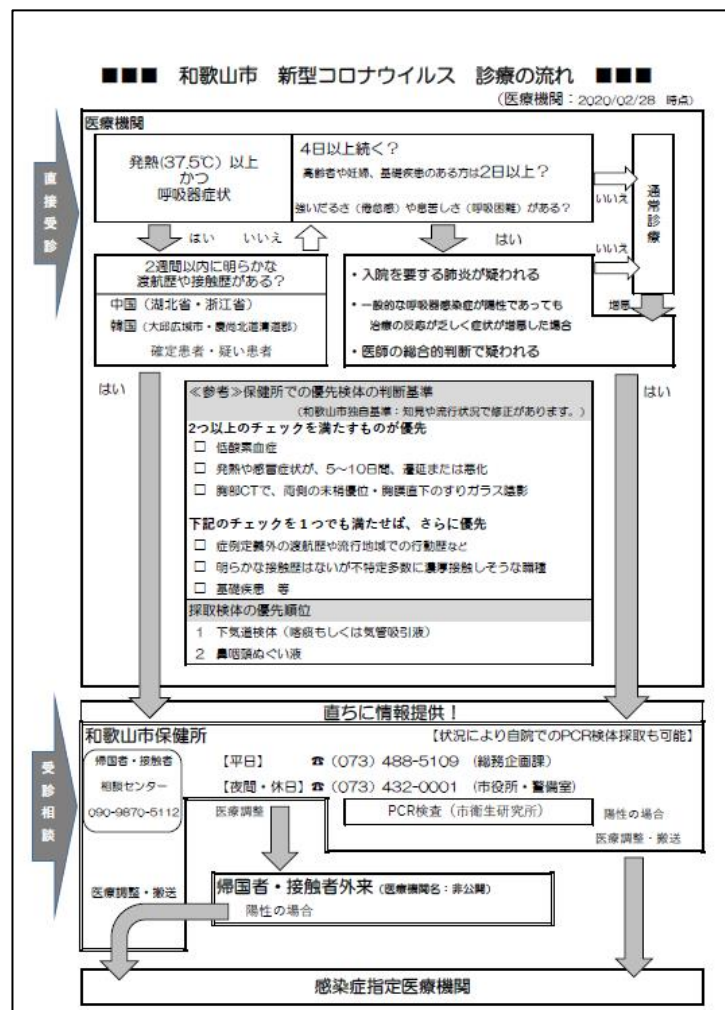 ■■■ 和歌山市 新型コロナウイルス 診療の流れ ■■■
(医療機関：2020/02/28 時点)
直接受診
医療機関
発熱(37.5℃) 以上
かつ
呼吸器症状
4日以上続く？
高齢者や妊婦、基礎疾患のある方は2日以上？
強いだるさ (倦怠感) や息苦しさ (呼吸困難) がある？
いいえ
通常診療
はい
いいえ
はい
いいえ
2週間以内に明らかな
渡航歴や接触歴がある？
中国 (湖北省・浙江省)
韓国 (大邱広域市・慶尚北道清道郡)
確定患者・疑い患者
・入院を要する肺炎が疑われる
・一般的な呼吸器感染症が陽性であっても
治療の反応が乏しく症状が増悪した場合
・医師の総合的判断で疑われる
増悪
はい
はい
≪参考≫保健所での優先検体の判断基準
(和歌山市独自基準：知見や流行状況で修正があります。)
2つ以上のチェックを満たすものが優先
□ 低酸素血症
□ 発熱や感冒症状が、5～10日間、遷延または悪化
□ 胸部CTで、両側の末梢優位・胸膜直下のすりガラス陰影
下記のチェックを１つでも満たせば、さらに優先
□ 症例定義外の渡航歴や流行地域での行動歴など
□ 明らかな接触歴はないが不特定多数に濃厚接触しそうな職種
□ 基礎疾患 等
採取検体の優先順位
1 下気道検体 (喀痰もしくは気管吸引液)
2 鼻咽頭ぬぐい液
直ちに情報提供！
受診相談
和歌山市保健所
【状況により自院でのPCR検体採取も可能】
帰国者・接触者
相談センター
090-9870-5112
【平日】 ☎ (073) 488-5109 (総務企画課)
【夜間・休日】 ☎ (073) 432-0001 (市役所・警備室)
医療調整
PCR検査 (市衛生研究所)
陽性の場合
医療調整・搬送
医療調整・搬送
帰国者・接触者外来 (医療機関名：非公開)
陽性の場合
感染症指定医療機関